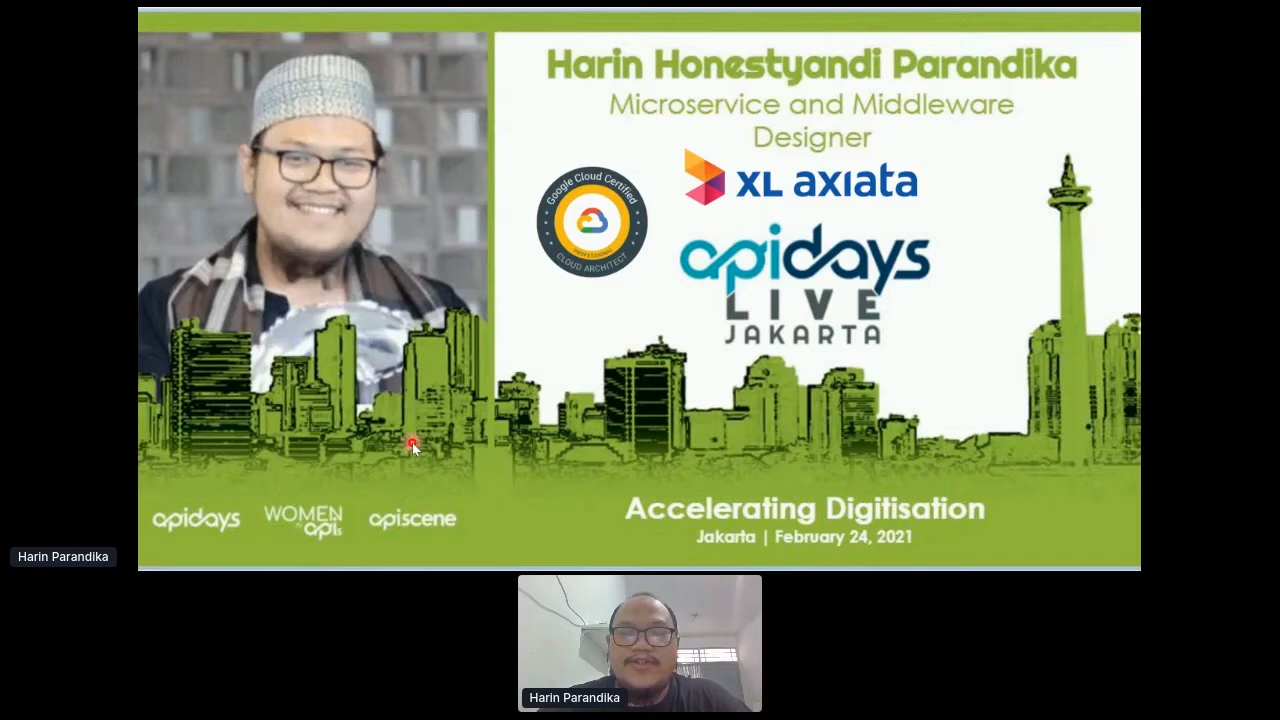 Harin Honestyandi Parandika
Microservice and Middleware
Designer
Google Cloud Certified
PROFESSIONAL
CLOUD ARCHITECT
XL axiata
apidays
LIVE
JAKARTA
apidays
WOMEN
in apis
apiscene
Accelerating Digitisation
Jakarta | February 24, 2021
Harin Parandika
Harin Parandika